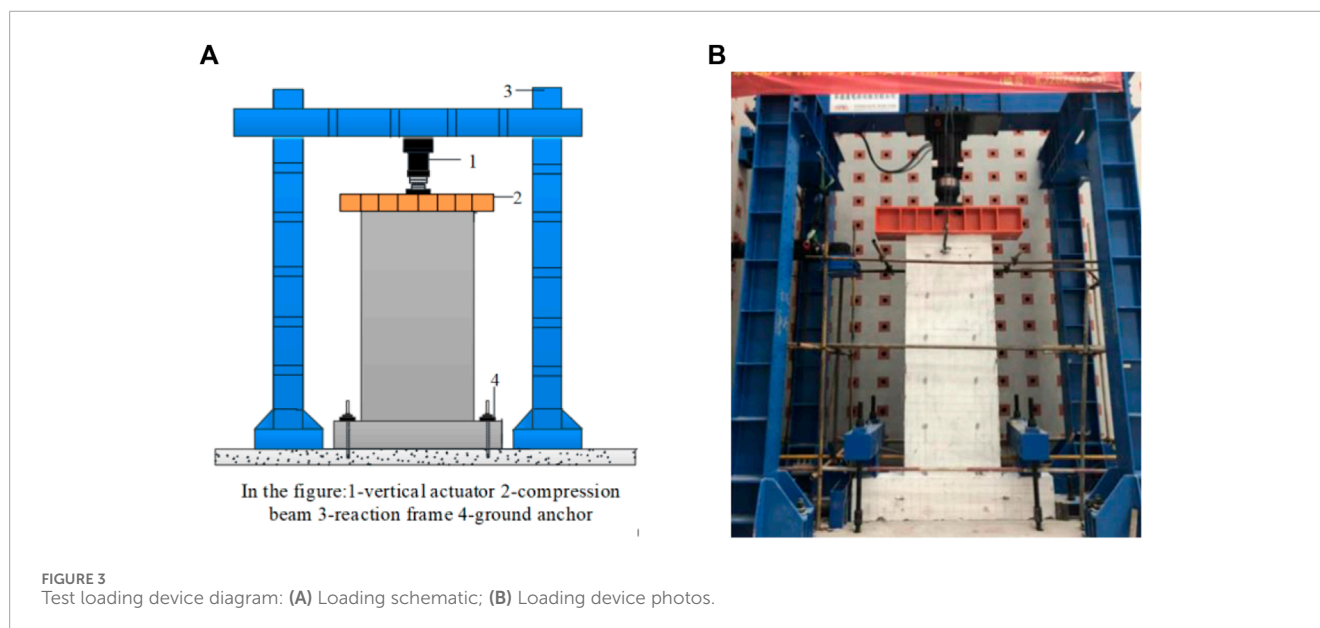 A
B
3
1
2
4
In the figure:1-vertical actuator 2-compression
beam 3-reaction frame 4-ground anchor
FIGURE 3
Test loading device diagram: (A) Loading schematic; (B) Loading device photos.